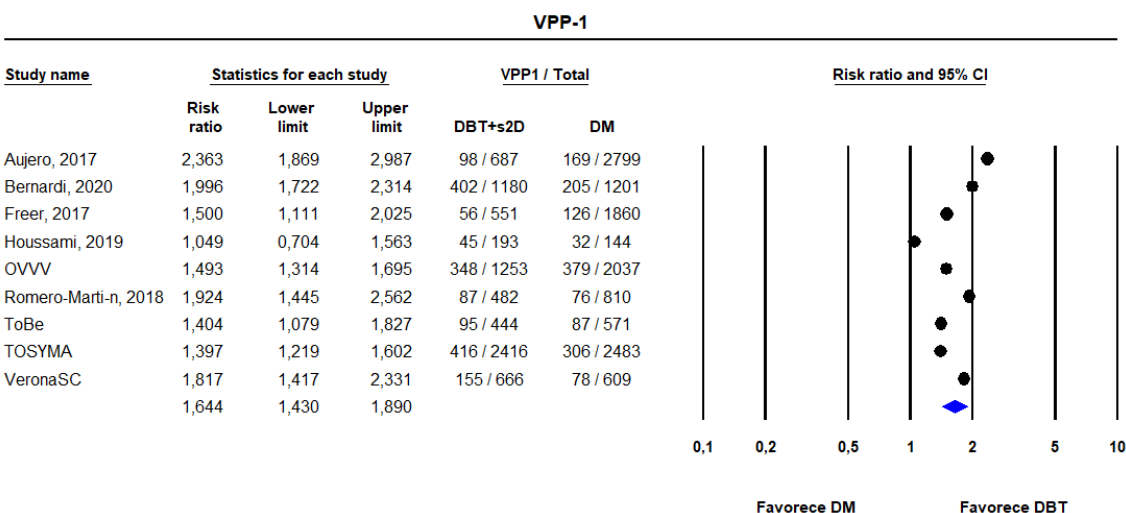 VPP-1
Study name Statistics for each study VPP1 / Total Risk ratio and 95% CI
Risk ratio Lower limit Upper limit DBT+s2D DM
Aujero, 2017 2,363 1,869 2,987 98 / 687 169 / 2799
Bernardi, 2020 1,996 1,722 2,314 402 / 1180 205 / 1201
Freer, 2017 1,500 1,111 2,025 56 / 551 126 / 1860
Houssami, 2019 1,049 0,704 1,563 45 / 193 32 / 144
OVVV 1,493 1,314 1,695 348 / 1253 379 / 2037
Romero-Marti-n, 2018 1,924 1,445 2,562 87 / 482 76 / 810
ToBe 1,404 1,079 1,827 95 / 444 87 / 571
TOSYMA 1,397 1,219 1,602 416 / 2416 306 / 2483
VeronaSC 1,817 1,417 2,331 155 / 666 78 / 609
1,644 1,430 1,890
0,1 0,2 0,5 1 2 5 10
Favorece DM Favorece DBT